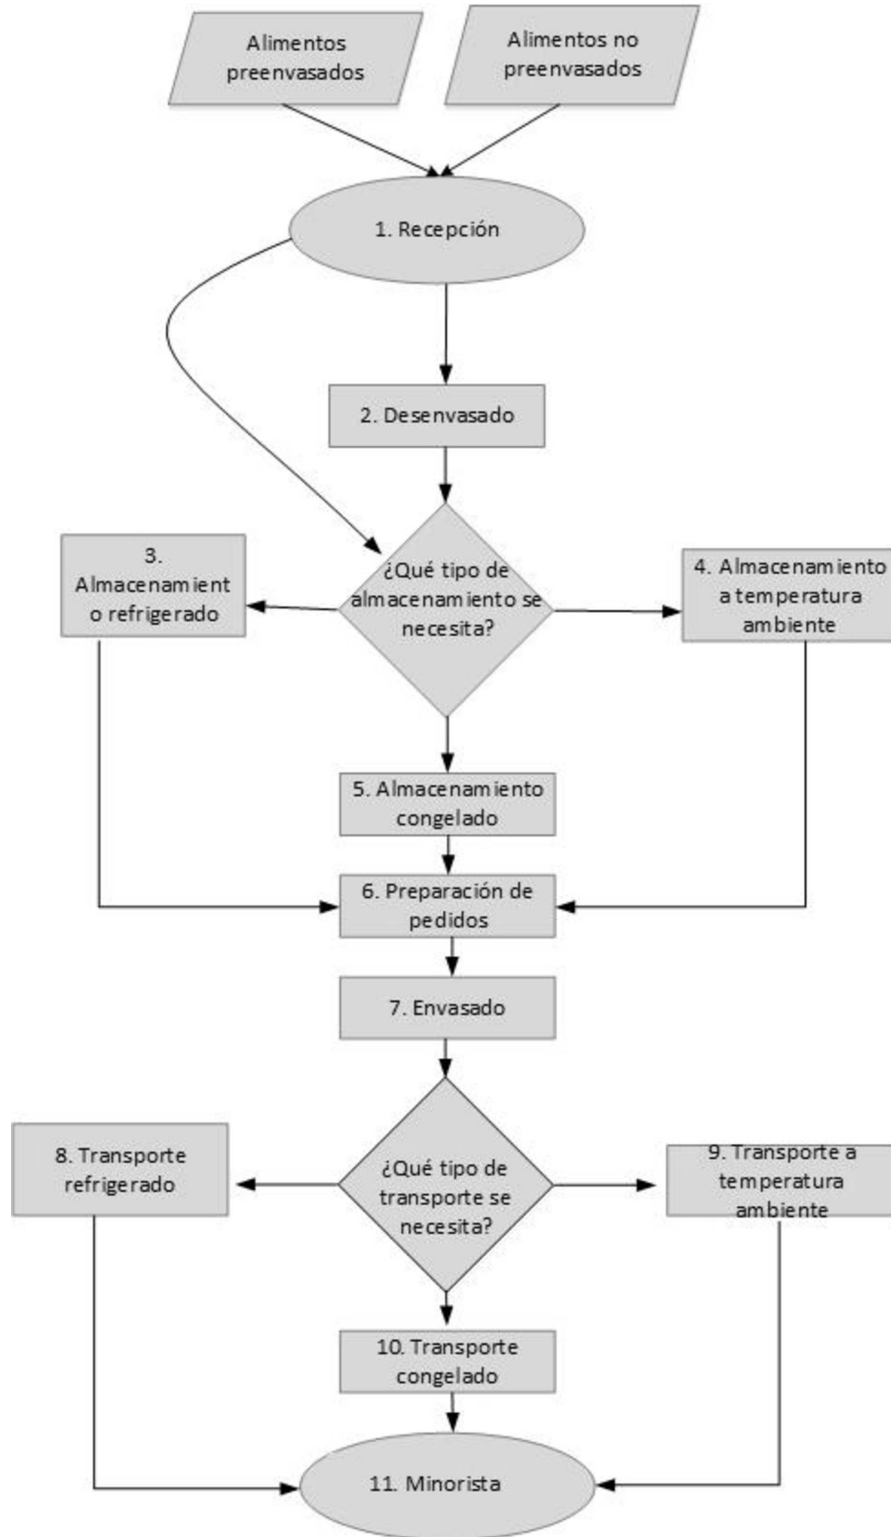 Alimentos
preenvasados
Alimentos no
preenvasados
1. Recepción
2. Desenvasado
¿Qué tipo de
almacenamiento se
necesita?
3.
Almacenamient
o refrigerado
4. Almacenamiento
a temperatura
ambiente
5. Almacenamiento
congelado
6. Preparación de
pedidos
7. Envasado
¿Qué tipo de
transporte se
necesita?
8. Transporte
refrigerado
9. Transporte a
temperatura
ambiente
10. Transporte
congelado
11. Minorista